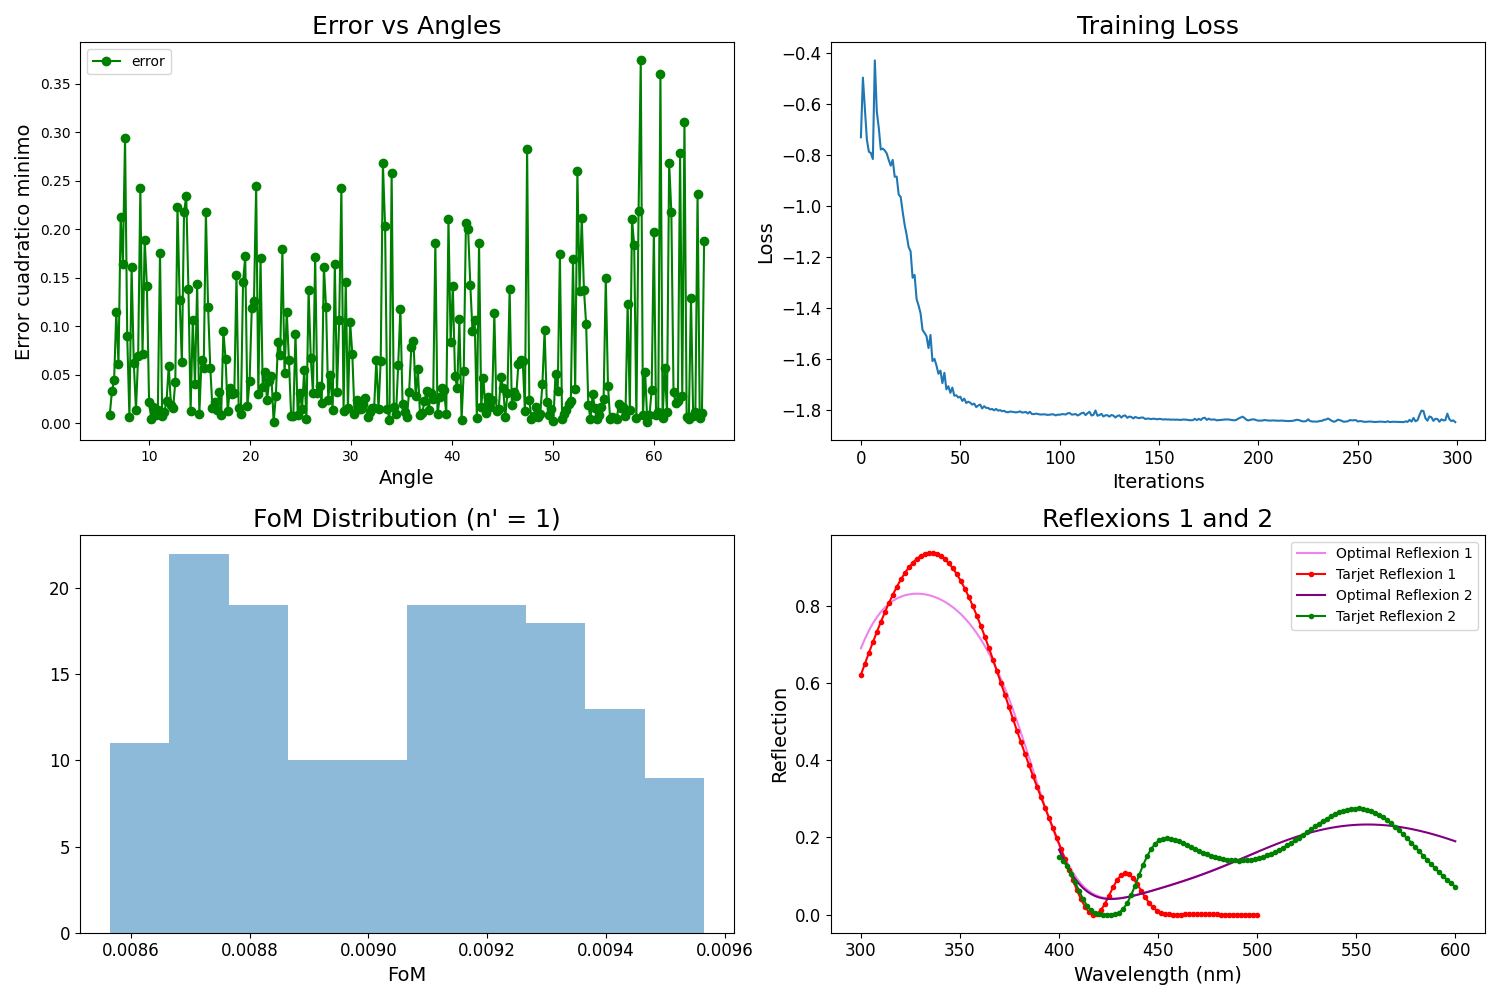 Error vs Angles
error
Error cuadratico minimo
0.35
0.30
0.25
0.20
0.15
0.10
0.05
0.00
10 20 30 40 50 60
Angle
Training Loss
Loss
−0.4
−0.6
−0.8
−1.0
−1.2
−1.4
−1.6
−1.8
0 50 100 150 200 250 300
Iterations
FoM Distribution (n' = 1)
20
15
10
5
0
0.0086 0.0088 0.0090 0.0092 0.0094 0.0096
FoM
Reflexions 1 and 2
Optimal Reflexion 1
Tarjet Reflexion 1
Optimal Reflexion 2
Tarjet Reflexion 2
Reflection
0.8
0.6
0.4
0.2
0.0
300 350 400 450 500 550 600
Wavelength (nm)